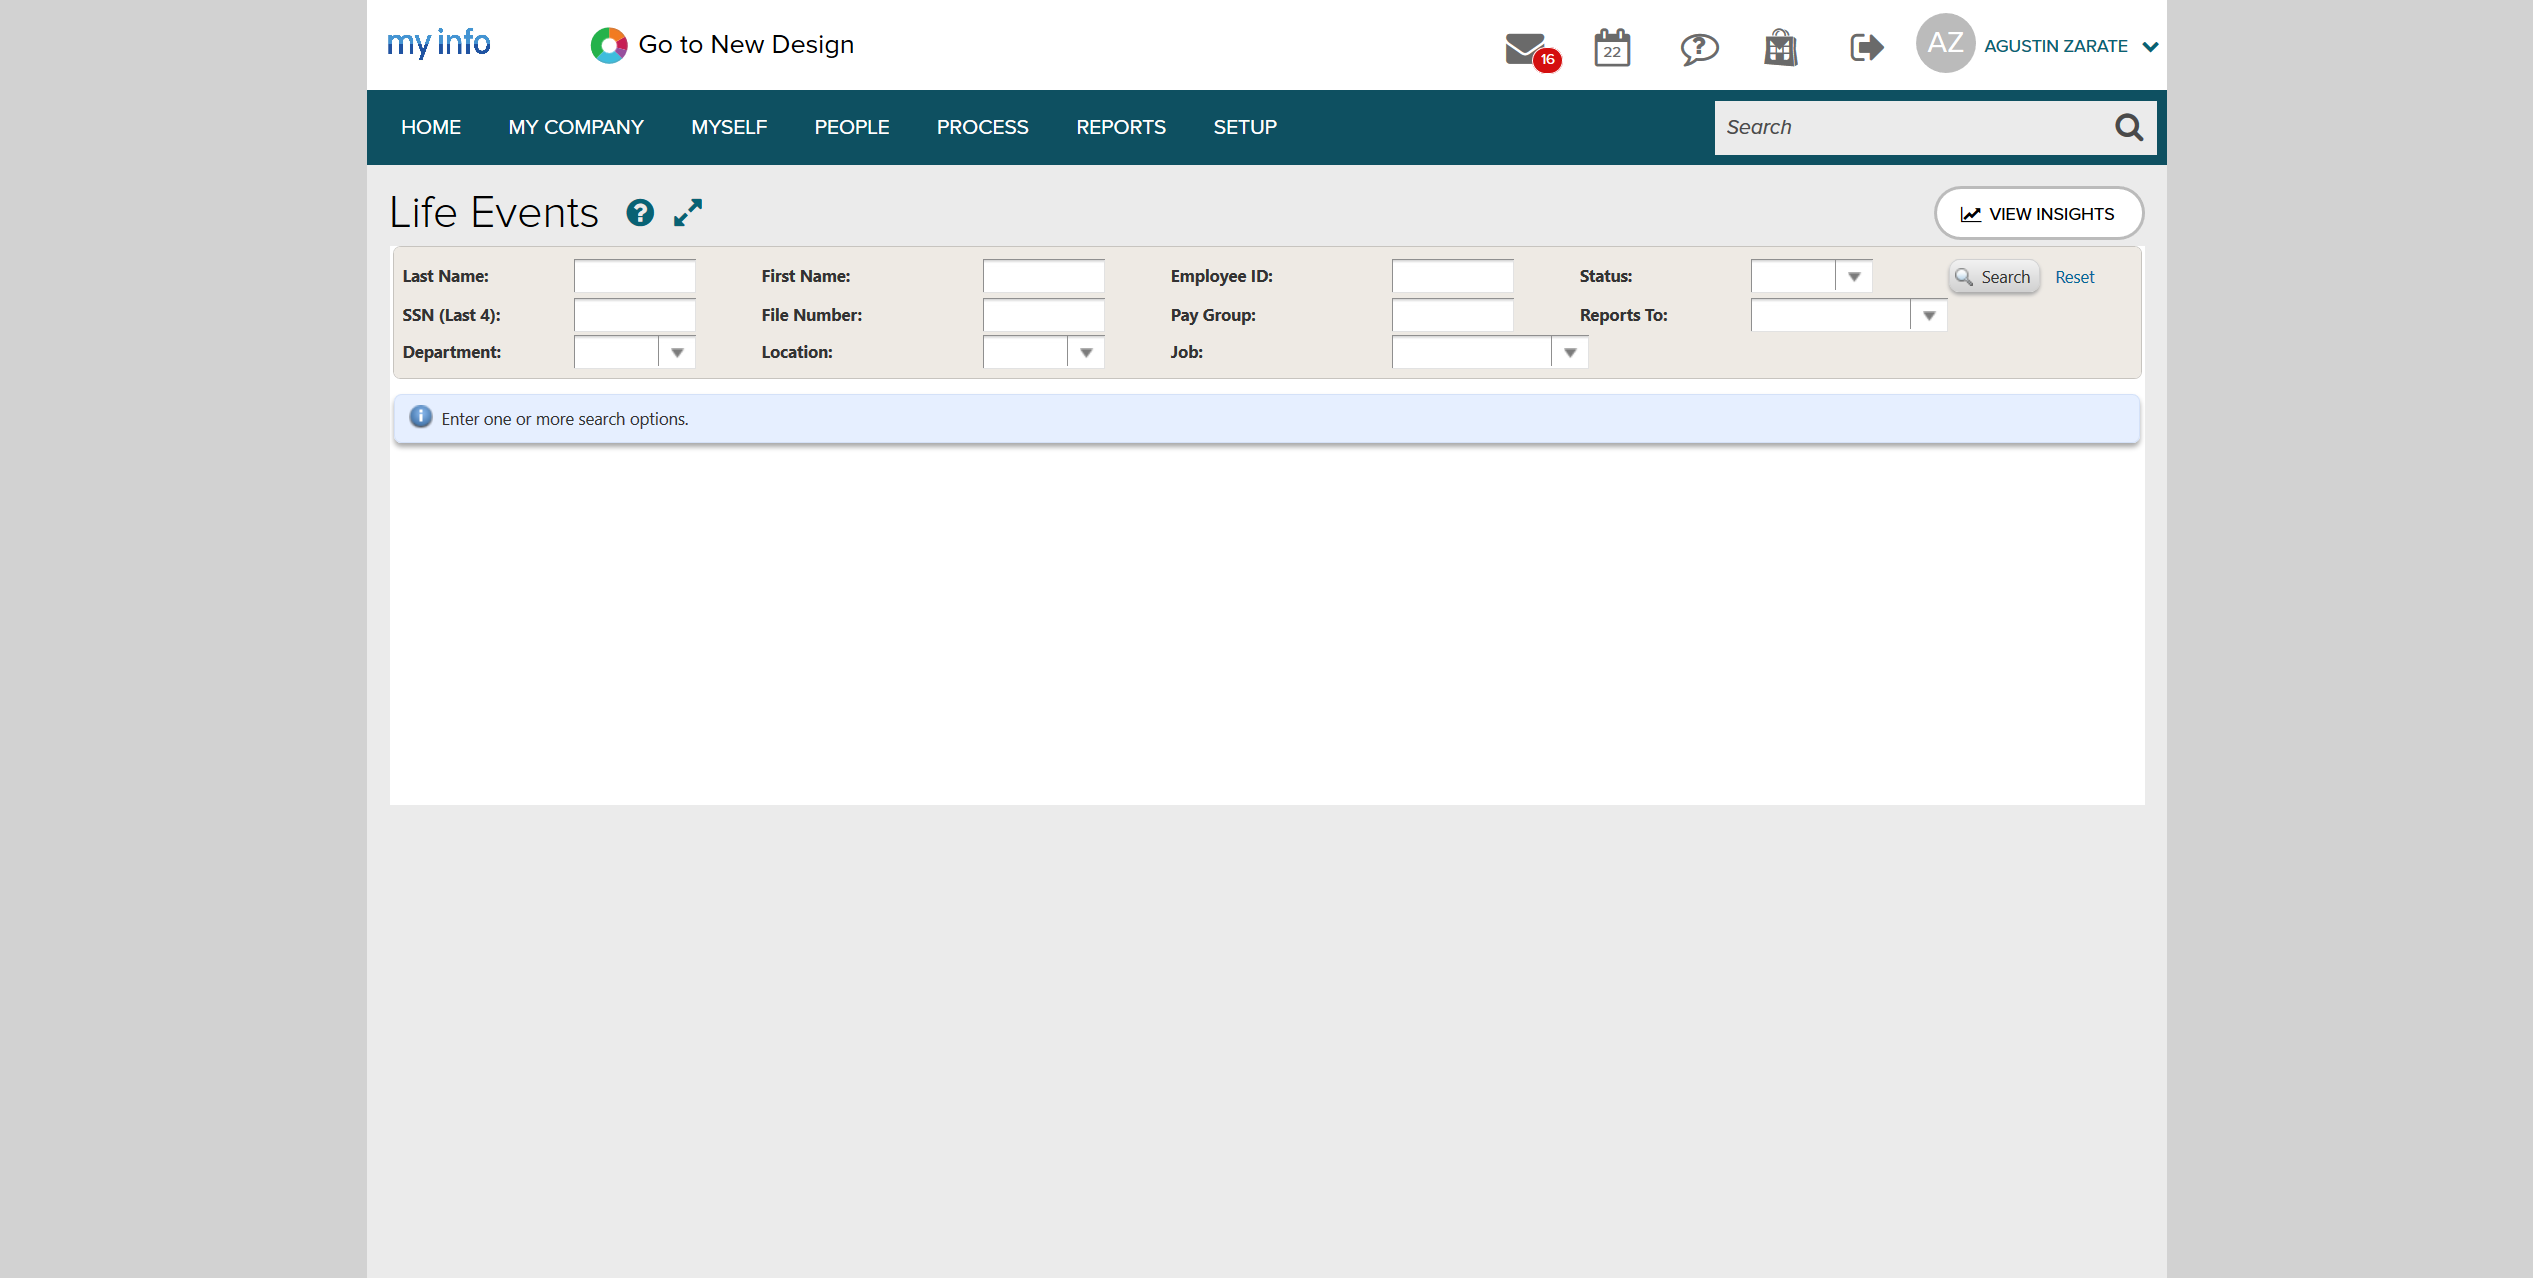 my info
Go to New Design
16
22
AZ
AGUSTIN ZARATE
HOME
MY COMPANY
MYSELF
PEOPLE
PROCESS
REPORTS
SETUP
Search
Life Events
VIEW INSIGHTS
Last Name:
First Name:
Employee ID:
Status:
Search
Reset
SSN (Last 4):
File Number:
Pay Group:
Reports To:
Department:
Location:
Job:
Enter one or more search options.